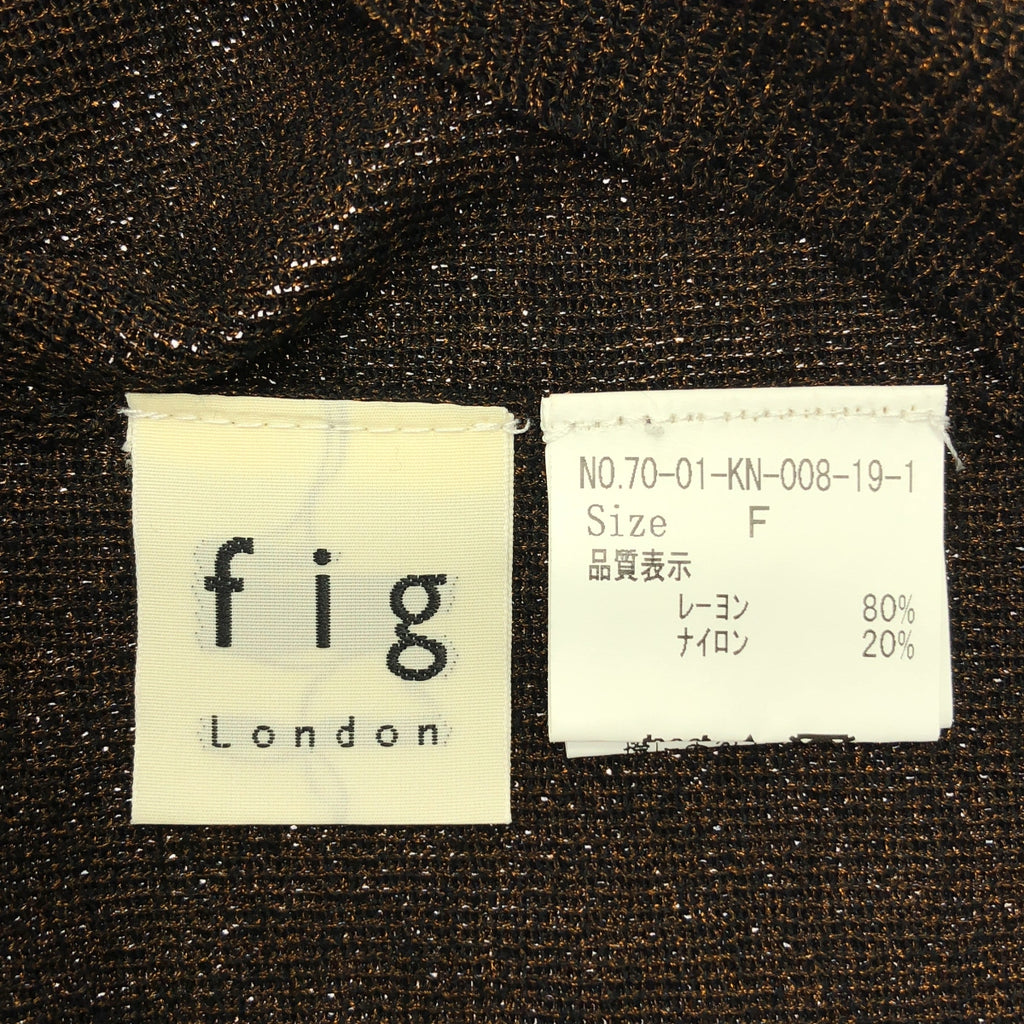 fig
London
NO.70-01-KN-008-19-1
Size F
品質表示
レーヨン 80%
ナイロン 20%